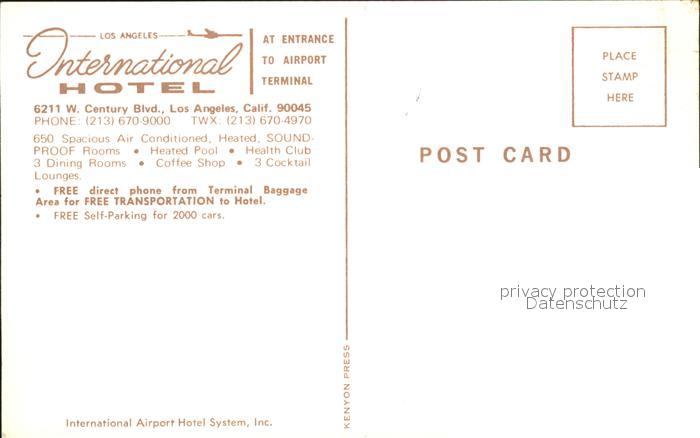 LOS ANGELES
International
HOTEL
AT ENTRANCE
TO AIRPORT
TERMINAL
6211 W. Century Blvd., Los Angeles, Calif. 90045
PHONE: (213) 670-9000 TWX: (213) 670-4970
650 Spacious Air Conditioned, Heated, SOUND-
PROOF Rooms • Heated Pool • Health Club
3 Dining Rooms • Coffee Shop • 3 Cocktail
Lounges.
• FREE direct phone from Terminal Baggage
Area for FREE TRANSPORTATION to Hotel.
• FREE Self-Parking for 2000 cars.
International Airport Hotel System, Inc.
KENYON PRESS
PLACE
STAMP
HERE
POST CARD
privacy protection
Datenschutz